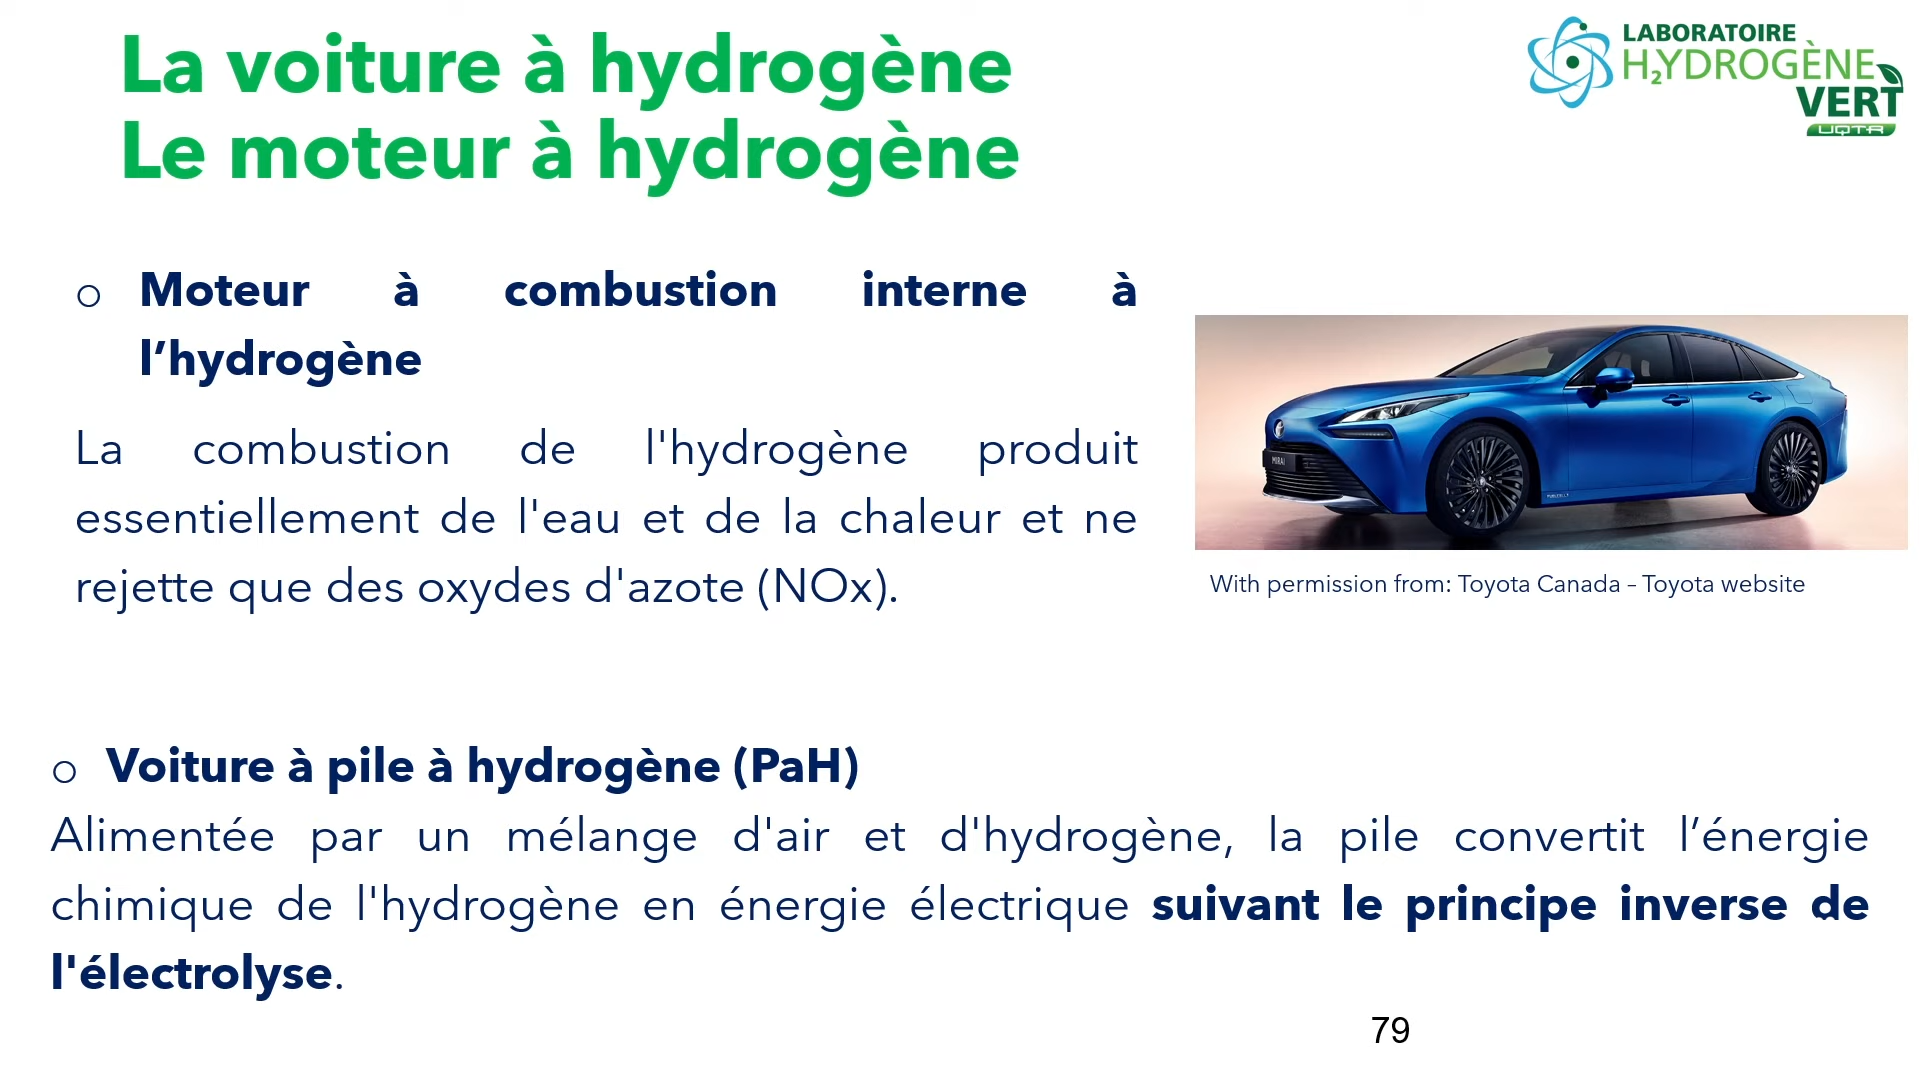 La voiture à hydrogène
Le moteur à hydrogène
LABORATOIRE
H₂YDROGÈNE
VERT
UQTR
o Moteur à combustion interne à
l’hydrogène
La combustion de l'hydrogène produit
essentiellement de l'eau et de la chaleur et ne
rejette que des oxydes d'azote (NOx).
MIRAI
With permission from: Toyota Canada – Toyota website
o Voiture à pile à hydrogène (PaH)
Alimentée par un mélange d'air et d'hydrogène, la pile convertit l’énergie
chimique de l'hydrogène en énergie électrique suivant le principe inverse de
l'électrolyse.
79